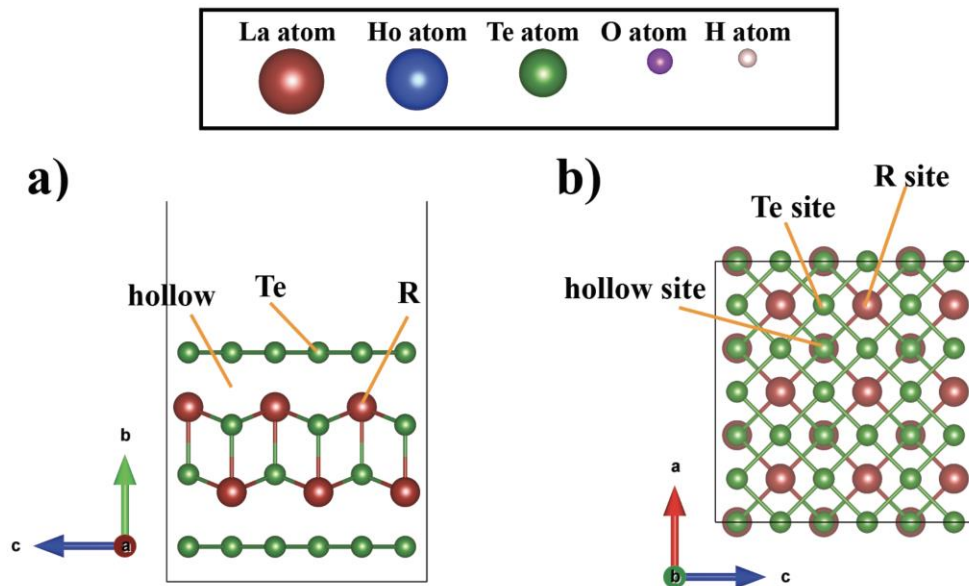 La atom Ho atom Te atom O atom H atom
a)
b)
R site
Te site
hollow Te R
hollow site
b
a
c a
b c